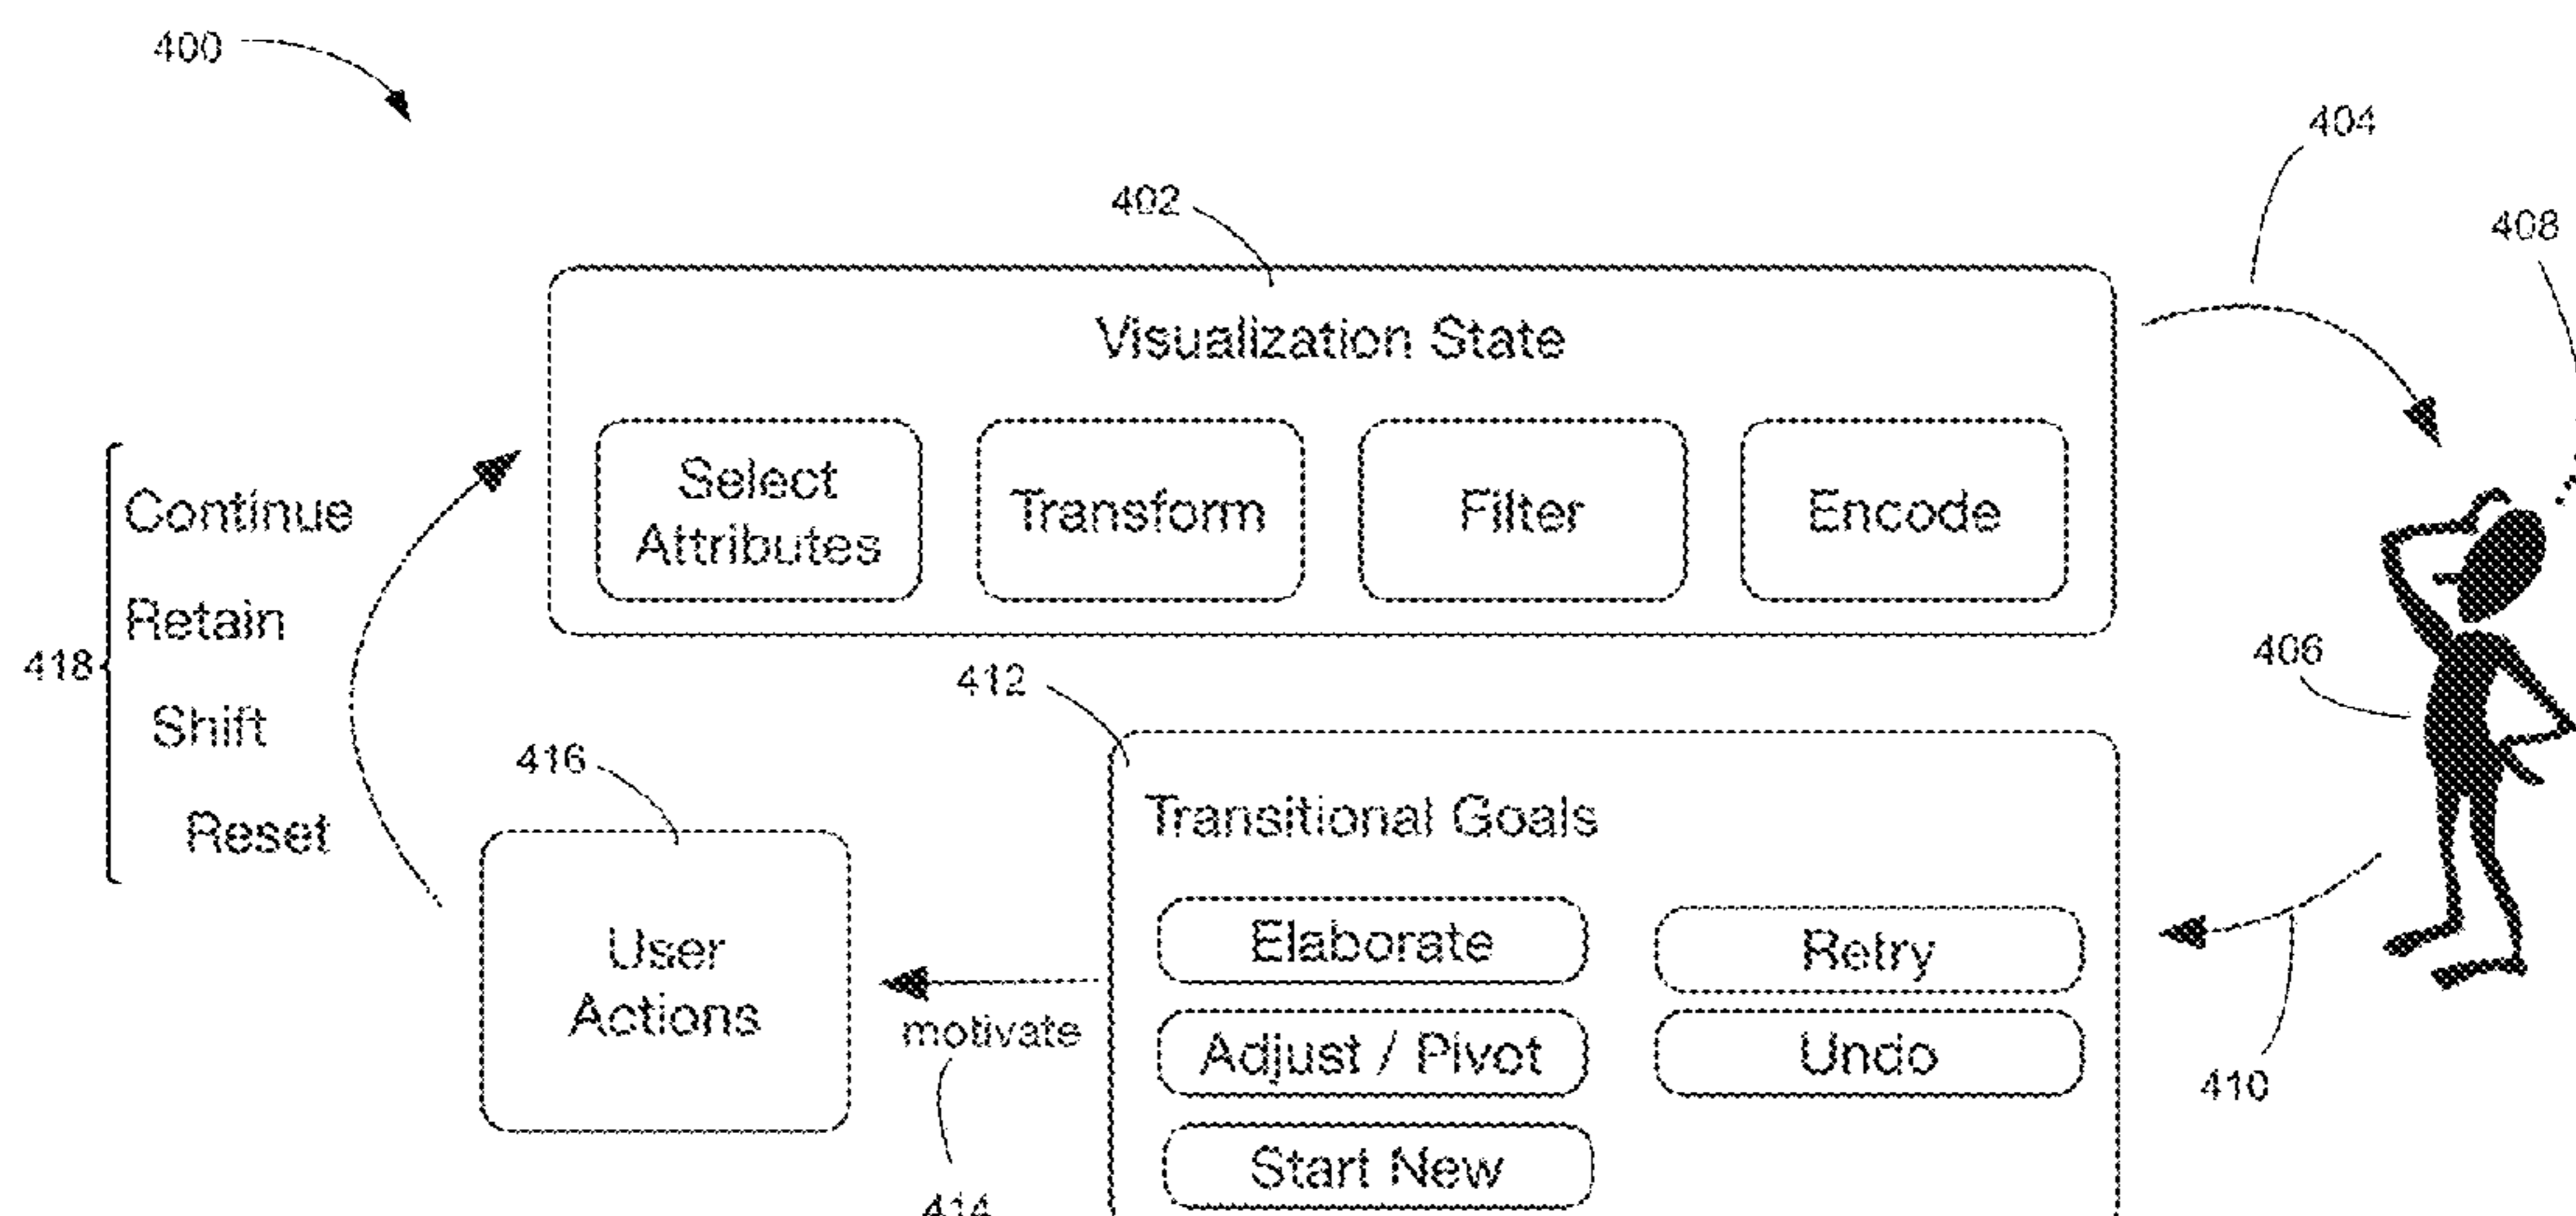 400
404
402
408
Visualization State
Select
Attributes
Transform
Filter
Encode
Continue
Retain
418
Shift
Reset
406
412
416
Transitional Goals
User
Actions
motivate
Elaborate
Retry
Adjust / Pivot
Undo
Start New
410
414